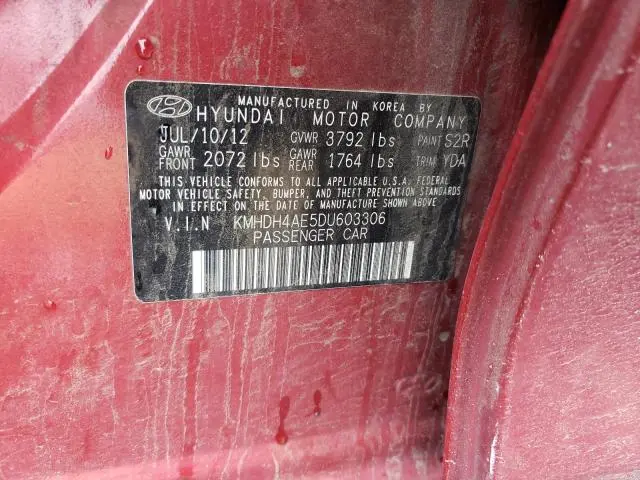 MANUFACTURED IN KOREA BY
HYUNDAI MOTOR COMPANY
JUL/10/12 GVWR 3792 lbs PAINT S2R
GAWR FRONT 2072 lbs GAWR REAR 1764 lbs TRIM YDA
THIS VEHICLE CONFORMS TO ALL APPLICABLE U.S.A. FEDERAL
MOTOR VEHICLE SAFETY, BUMPER, AND THEFT PREVENTION STANDARDS
IN EFFECT ON THE DATE OF MANUFACTURE SHOWN ABOVE.
V.I.N KMHDH4AE5DU603306
PASSENGER CAR